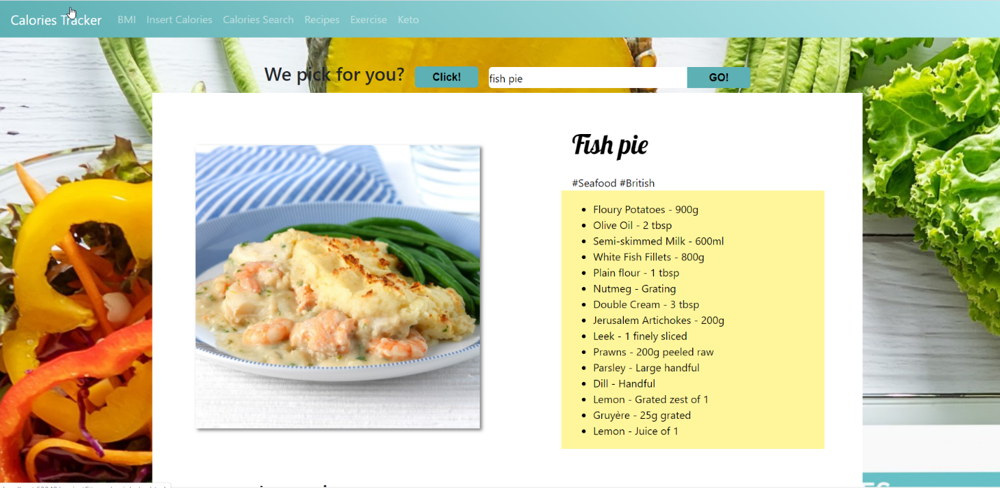 Calories Tracker BMI Insert Calories Calories Search Recipes Exercise Keto
We pick for you? Click! fish pie GO!
Fish pie
#Seafood #British
Floury Potatoes - 900g
Olive Oil - 2 tbsp
Semi-skimmed Milk - 600ml
White Fish Fillets - 800g
Plain flour - 1 tbsp
Nutmeg - Grating
Double Cream - 3 tbsp
Jerusalem Artichokes - 200g
Leek - 1 finely sliced
Prawns - 200g peeled raw
Parsley - Large handful
Dill - Handful
Lemon - Grated zest of 1
Gruyère - 25g grated
Lemon - Juice of 1